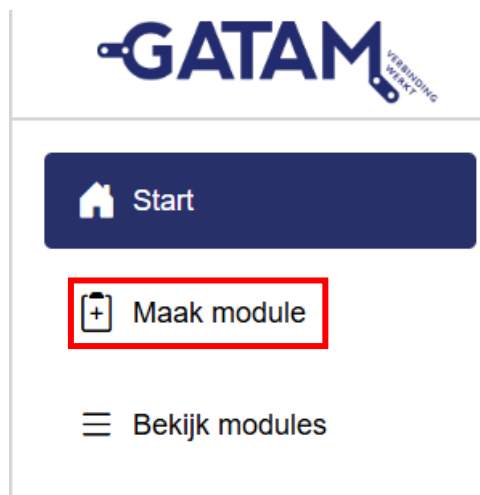 GATAM
VERBINDING
WERKT
Start
Maak module
Bekijk modules